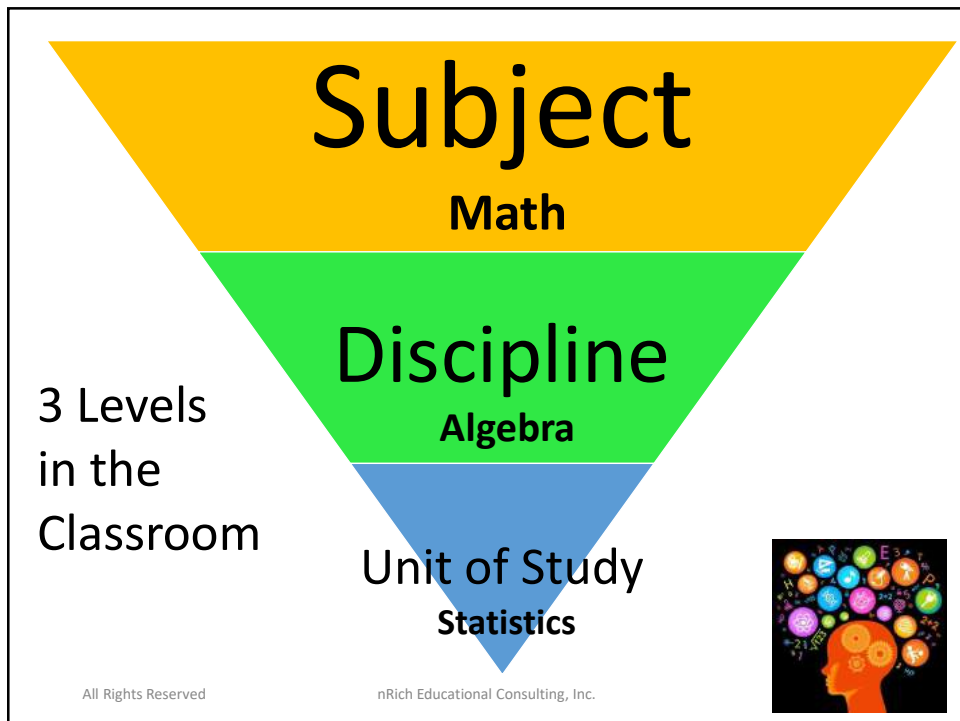 Subject
Math
Discipline
Algebra
3 Levels
in the
Classroom
Unit of Study
Statistics
All Rights Reserved
nRich Educational Consulting, Inc.